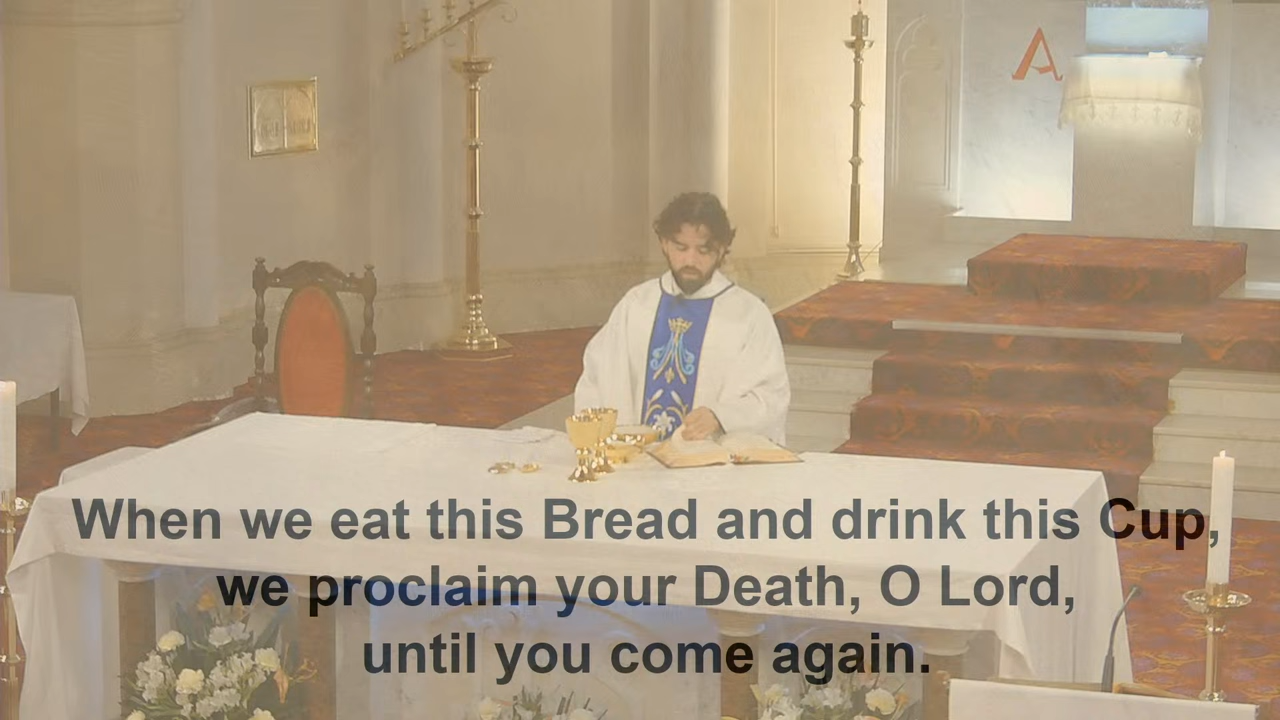 A
When we eat this Bread and drink this Cup,
we proclaim your Death, O Lord,
until you come again.